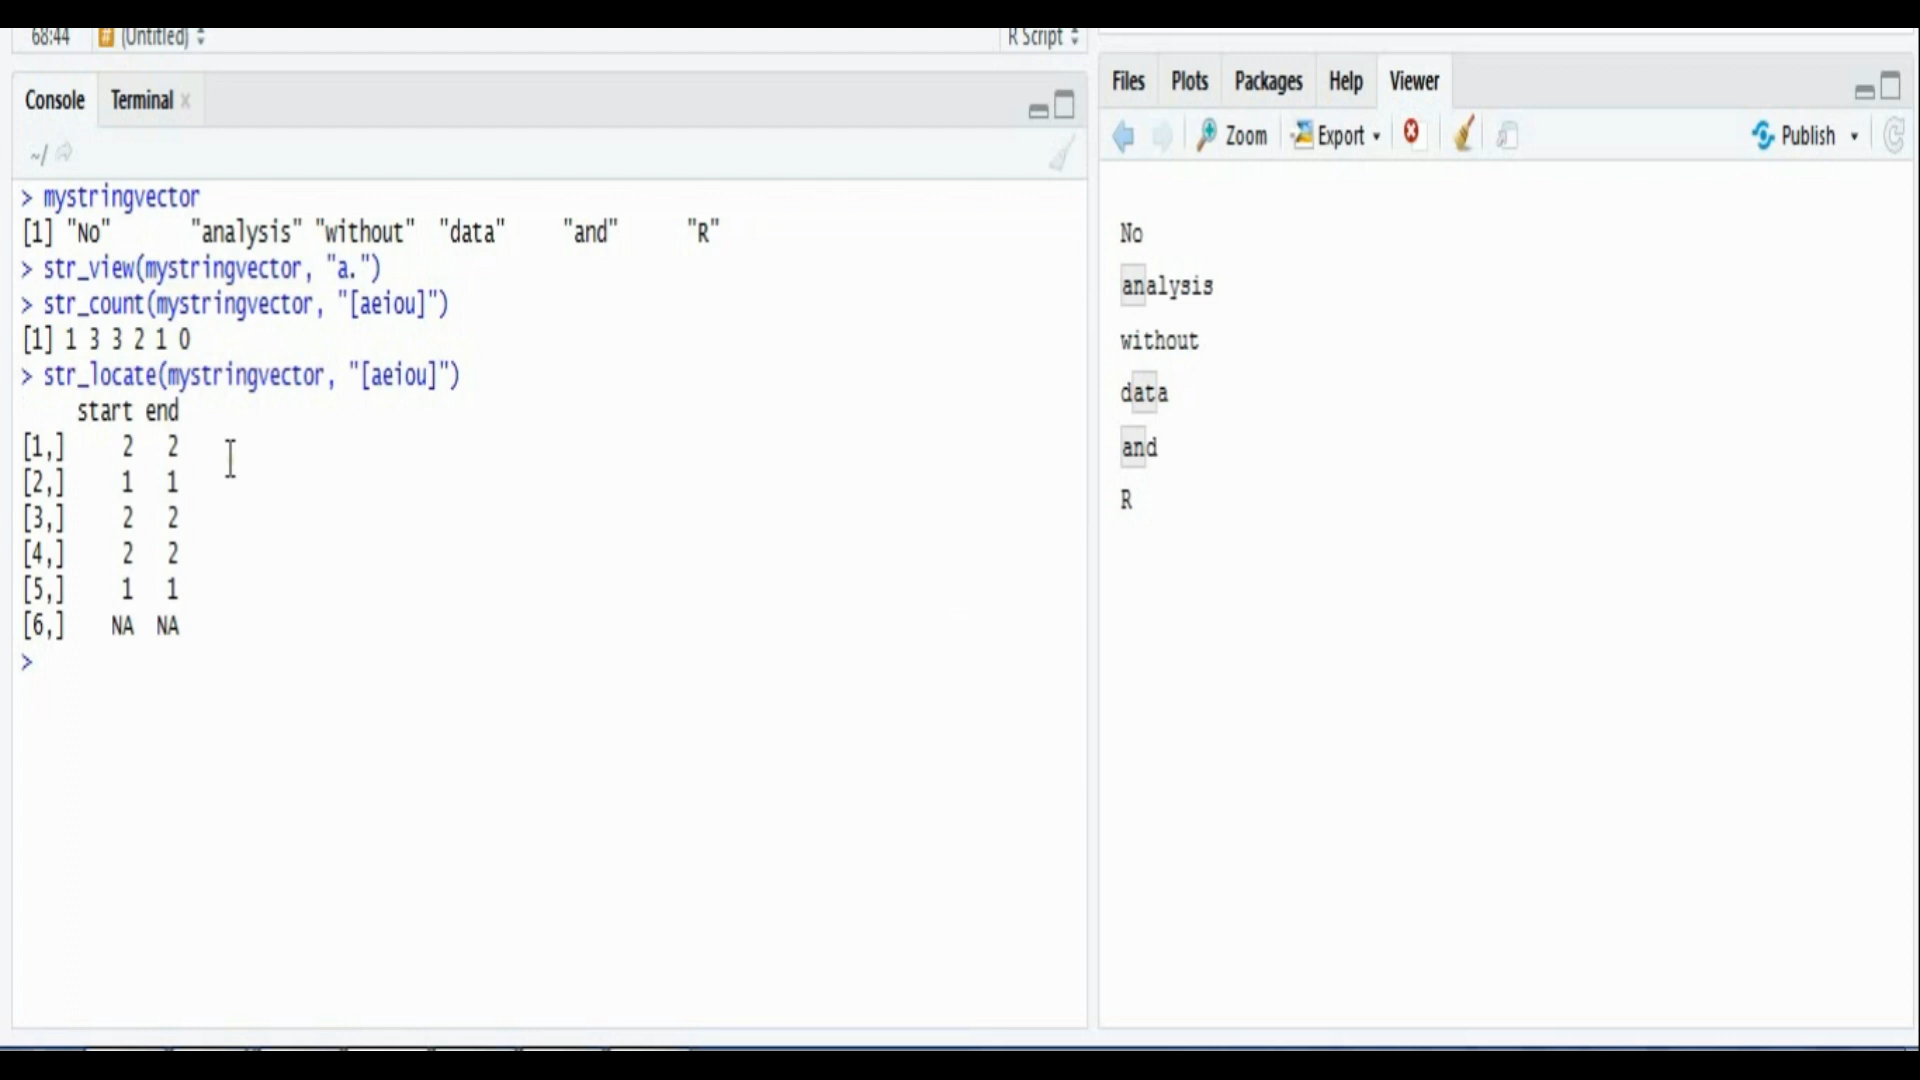 68:44 (Untitled) R Script
Console Terminal
~/
> mystringvector
[1] "No" "analysis" "without" "data" "and" "R"
> str_view(mystringvector, "a.")
> str_count(mystringvector, "[aeiou]")
[1] 1 3 3 2 1 0
> str_locate(mystringvector, "[aeiou]")
start end
[1,] 2 2
[2,] 1 1
[3,] 2 2
[4,] 2 2
[5,] 1 1
[6,] NA NA
>
Files Plots Packages Help Viewer
Zoom Export Publish
No
analysis
without
data
and
R